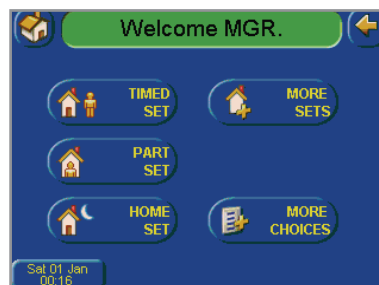 Welcome MGR.
TIMED
SET
MORE
SETS
PART
SET
HOME
SET
MORE
CHOICES
Sat 01 Jan
00:16